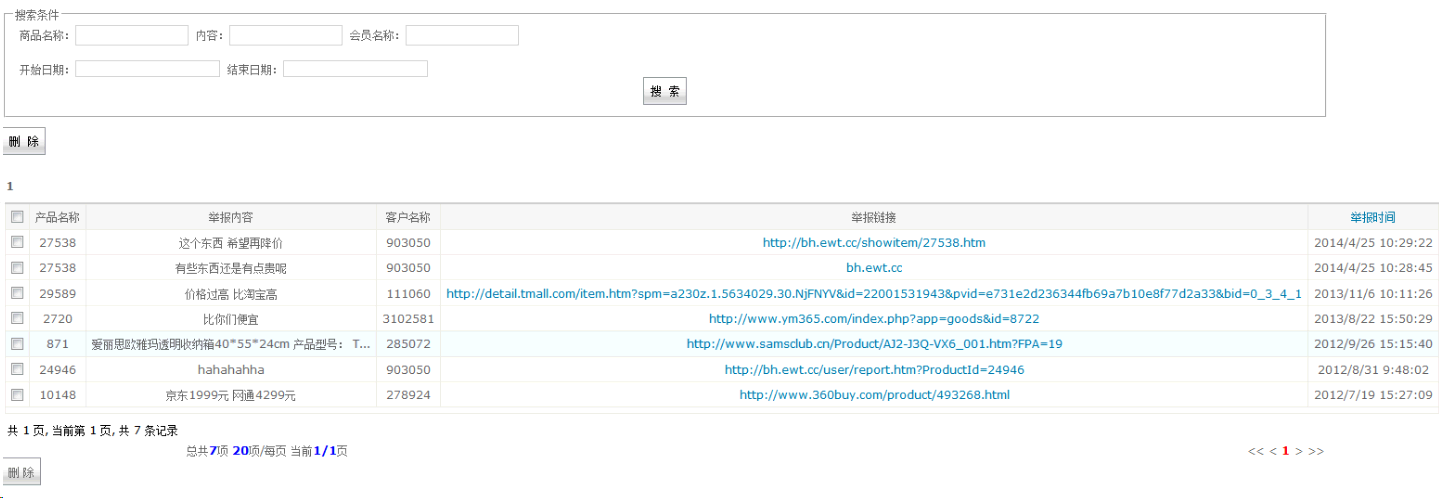 搜索条件
商品名称: 内容: 会员名称:
开始日期: 结束日期:
搜 索
删 除
1
产品名称 举报内容 客户名称 举报链接 举报时间
27538 这个东西 希望再降价 903050 http://bh.ewt.cc/showitem/27538.htm 2014/4/25 10:29:22
27538 有些东西还是有点贵呢 903050 bh.ewt.cc 2014/4/25 10:28:45
29589 价格过高 比淘宝高 111060 http://detail.tmall.com/item.htm?spm=a230z.1.5634029.30.NjFNYV&id=22001531943&pvid=e731e2d236344fb69a7b10e8f77d2a33&bid=0_3_4_1 2013/11/6 10:11:26
2720 比你们便宜 3102581 http://www.ym365.com/index.php?app=goods&id=8722 2013/8/22 15:50:29
871 爱丽思欧雅玛透明收纳箱40*55*24cm 产品型号: T... 285072 http://www.samsclub.cn/Product/AJ2-J3Q-VX6_001.htm?FPA=19 2012/9/26 15:15:40
24946 hahahahha 903050 http://bh.ewt.cc/user/report.htm?ProductId=24946 2012/8/31 9:48:02
10148 京东1999元 网通4299元 278924 http://www.360buy.com/product/493268.html 2012/7/19 15:27:09
共 1 页, 当前第 1 页, 共 7 条记录
总共7项 20项/每页 当前1/1页 << < 1 > >>
删 除